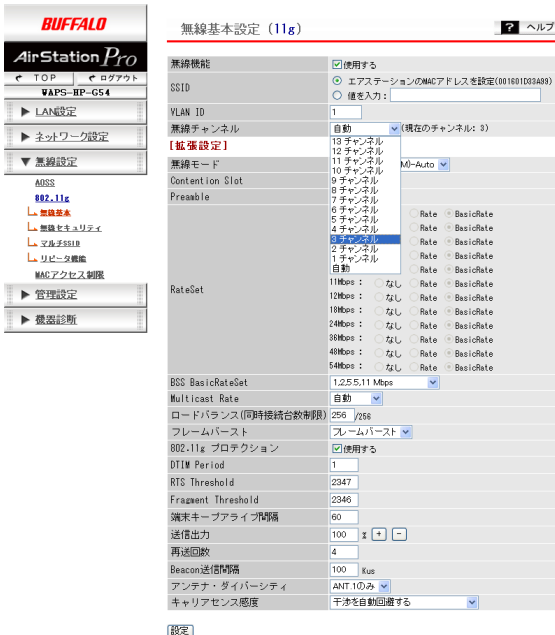 BUFFALO
AirStation Pro
TOP
ログアウト
WAPS-HP-G54
LAN設定
ネットワーク設定
無線設定
AOSS
802.11g
無線基本
無線セキュリティ
マルチSSID
リピータ機能
MACアクセス制限
管理設定
機器診断
無線基本設定 (11g)
? ヘルプ
無線機能 使用する
SSID エアステーションのMACアドレスを設定(001601D33A99)
値を入力:
VLAN ID 1
無線チャンネル 自動 (現在のチャンネル: 3)
13 チャンネル
12 チャンネル
11 チャンネル
10 チャンネル
9 チャンネル
8 チャンネル
7 チャンネル
6 チャンネル
5 チャンネル
4 チャンネル
3 チャンネル
2 チャンネル
1 チャンネル
自動
[拡張設定]
無線モード M)-Auto
Contention Slot
Preamble
RateSet
Rate BasicRate
Rate BasicRate
Rate BasicRate
Rate BasicRate
Rate BasicRate
11Mbps : なし Rate BasicRate
12Mbps : なし Rate BasicRate
18Mbps : なし Rate BasicRate
24Mbps : なし Rate BasicRate
36Mbps : なし Rate BasicRate
48Mbps : なし Rate BasicRate
54Mbps : なし Rate BasicRate
BSS BasicRateSet 1,2,5.5,11 Mbps
Multicast Rate 自動
ロードバランス(同時接続台数制限) 256 /256
フレームバースト フレームバースト
802.11g プロテクション 使用する
DTIM Period 1
RTS Threshold 2347
Fragment Threshold 2346
端末キープアライブ間隔 60
送信出力 100 % + -
再送回数 4
Beacon送信間隔 100 Kus
アンテナ・ダイバーシティ ANT.1のみ
キャリアセンス感度 干渉を自動回避する
設定